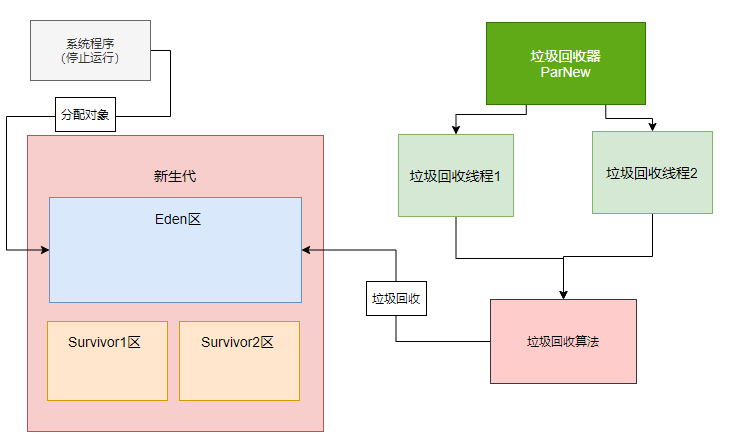 系统程序
（停止运行）
分配对象
新生代
Eden区
Survivor1区
Survivor2区
垃圾回收器
ParNew
垃圾回收线程1
垃圾回收线程2
垃圾回收
垃圾回收算法